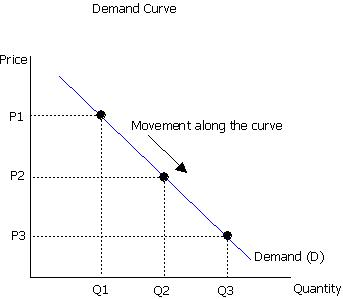 Demand Curve
Price
P1
Movement along the curve
P2
P3
Demand (D)
Q1 Q2 Q3 Quantity